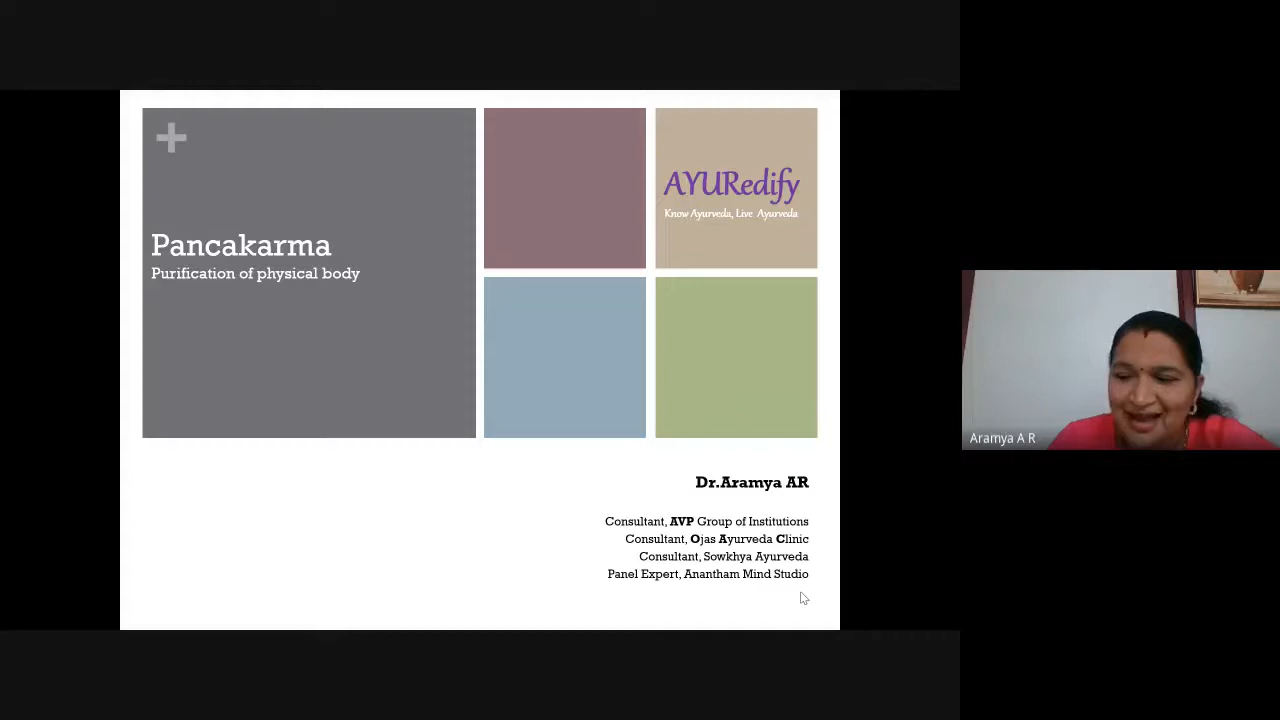 +
Pancakarma
Purification of physical body
AYURedify
Know Ayurveda, Live Ayurveda
Dr.Aramya AR
Consultant, AVP Group of Institutions
Consultant, Ojas Ayurveda Clinic
Consultant, Sowkhya Ayurveda
Panel Expert, Anantham Mind Studio
Aramya A R